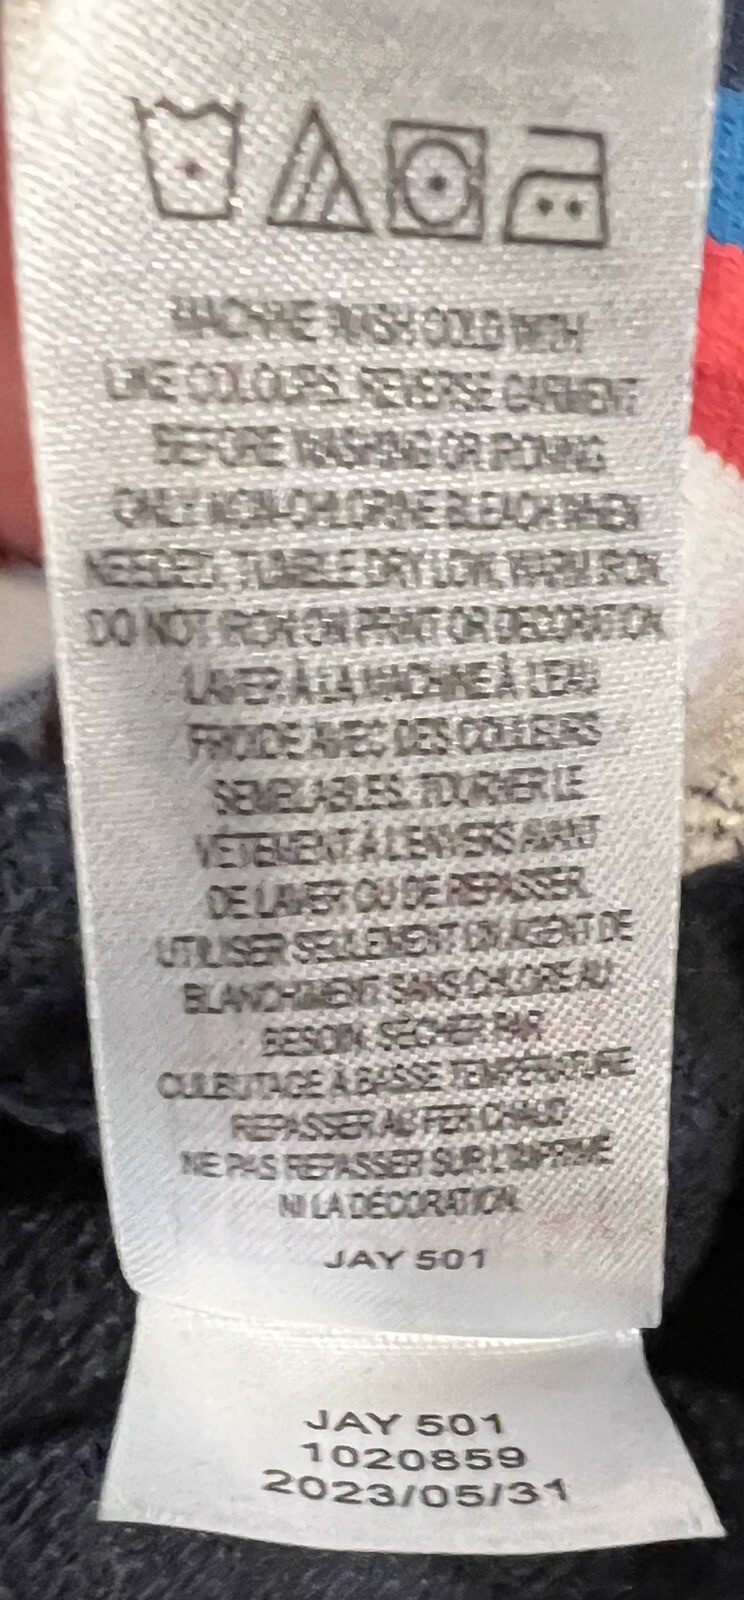 MACHINE WASH COLD WITH
LIKE COLOURS. REVERSE GARMENT
BEFORE WASHING OR IRONING
ONLY NON-CHLORINE BLEACH WHEN
NEEDED. TUMBLE DRY LOW, WARM IRON.
DO NOT IRON ON PRINT OR DECORATION.
LAVER À LA MACHINE À L'EAU
FROIDE AVEC DES COULEURS
SEMBLABLES. TOURNER LE
VÊTEMENT À L'ENVERS AVANT
DE LAVER OU DE REPASSER.
UTILISER SEULEMENT UN AGENT DE
BLANCHIMENT SANS CHLORE AU
BESOIN. SÉCHER PAR
CULBUTAGE À BASSE TEMPÉRATURE
REPASSER AU FER CHAUD
NE PAS REPASSER SUR L'IMPRIMÉ
NI LA DÉCORATION.
JAY 501
JAY 501
1020859
2023/05/31